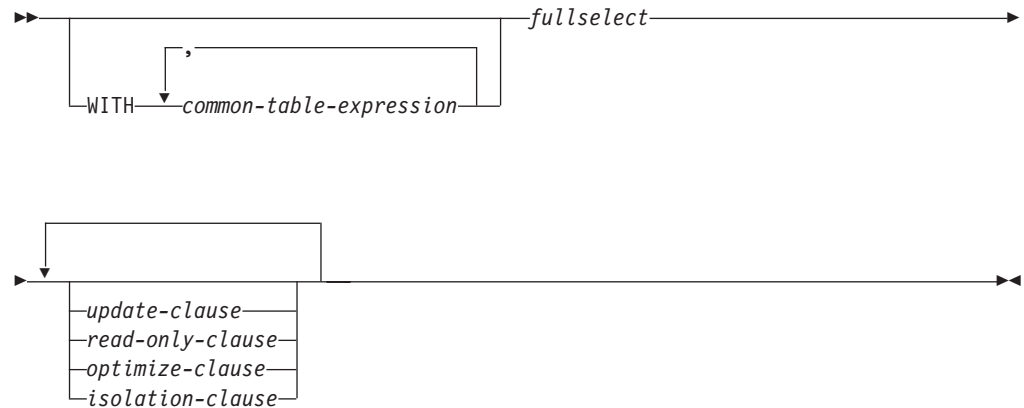 fullselect
,
WITH common-table-expression
update-clause
read-only-clause
optimize-clause
isolation-clause